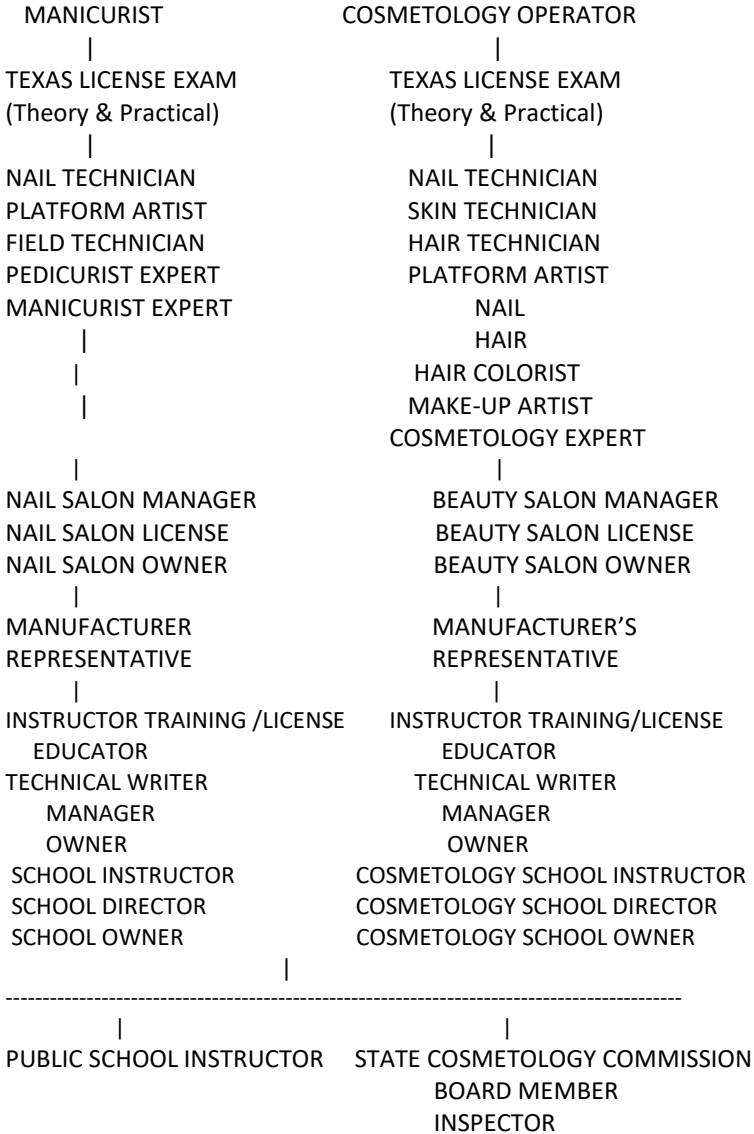 MANICURIST COSMETOLOGY OPERATOR
| |
TEXAS LICENSE EXAM TEXAS LICENSE EXAM
(Theory & Practical) (Theory & Practical)
| |
NAIL TECHNICIAN NAIL TECHNICIAN
PLATFORM ARTIST SKIN TECHNICIAN
FIELD TECHNICIAN HAIR TECHNICIAN
PEDICURIST EXPERT PLATFORM ARTIST
MANICURIST EXPERT NAIL
| HAIR
| HAIR COLORIST
| MAKE-UP ARTIST
COSMETOLOGY EXPERT
| |
NAIL SALON MANAGER BEAUTY SALON MANAGER
NAIL SALON LICENSE BEAUTY SALON LICENSE
NAIL SALON OWNER BEAUTY SALON OWNER
| |
MANUFACTURER MANUFACTURER’S
REPRESENTATIVE REPRESENTATIVE
| |
INSTRUCTOR TRAINING /LICENSE INSTRUCTOR TRAINING/LICENSE
EDUCATOR EDUCATOR
TECHNICAL WRITER TECHNICAL WRITER
MANAGER MANAGER
OWNER OWNER
SCHOOL INSTRUCTOR COSMETOLOGY SCHOOL INSTRUCTOR
SCHOOL DIRECTOR COSMETOLOGY SCHOOL DIRECTOR
SCHOOL OWNER COSMETOLOGY SCHOOL OWNER
|
--------------------------------------------------------------------------------------------
| |
PUBLIC SCHOOL INSTRUCTOR STATE COSMETOLOGY COMMISSION
BOARD MEMBER
INSPECTOR